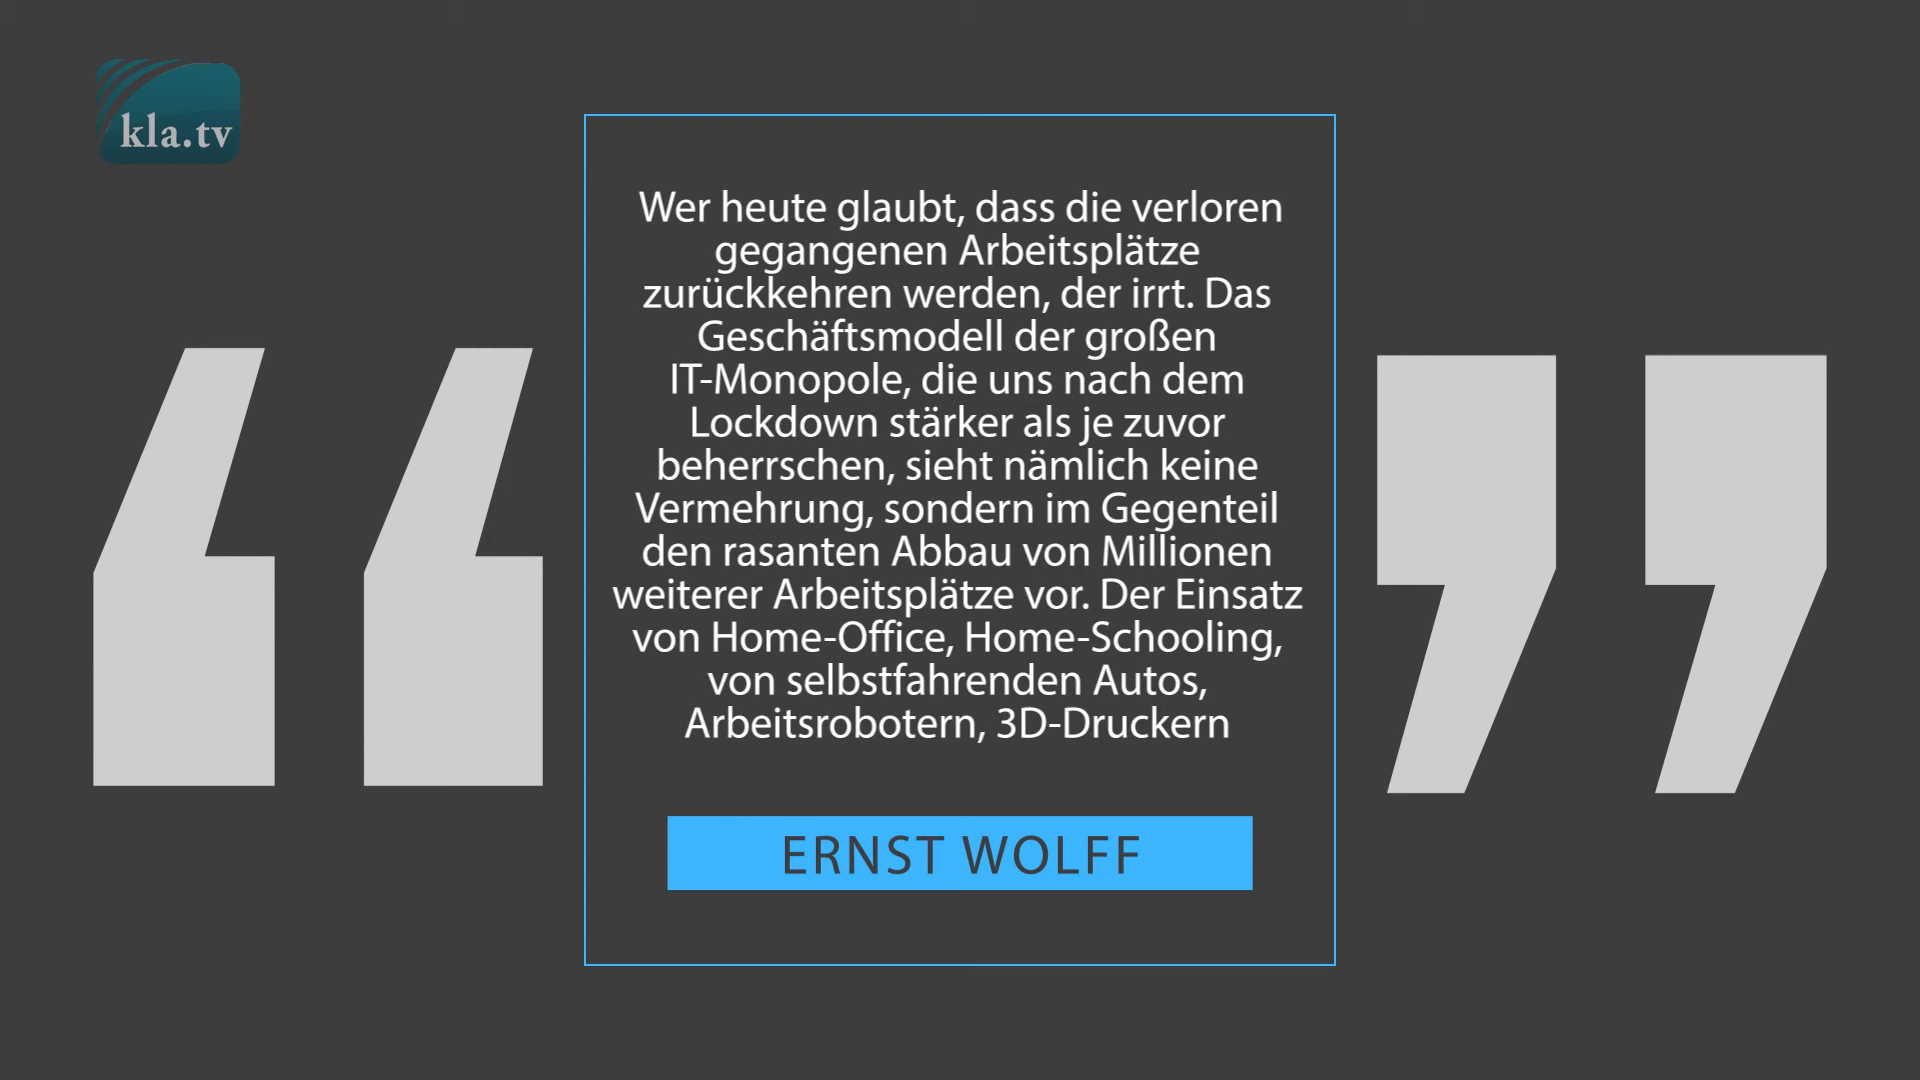 kla.tv
Wer heute glaubt, dass die verloren
gegangenen Arbeitsplätze
zurückkehren werden, der irrt. Das
Geschäftsmodell der großen
IT-Monopole, die uns nach dem
Lockdown stärker als je zuvor
beherrschen, sieht nämlich keine
Vermehrung, sondern im Gegenteil
den rasanten Abbau von Millionen
weiterer Arbeitsplätze vor. Der Einsatz
von Home-Office, Home-Schooling,
von selbstfahrenden Autos,
Arbeitsrobotern, 3D-Druckern
ERNST WOLFF